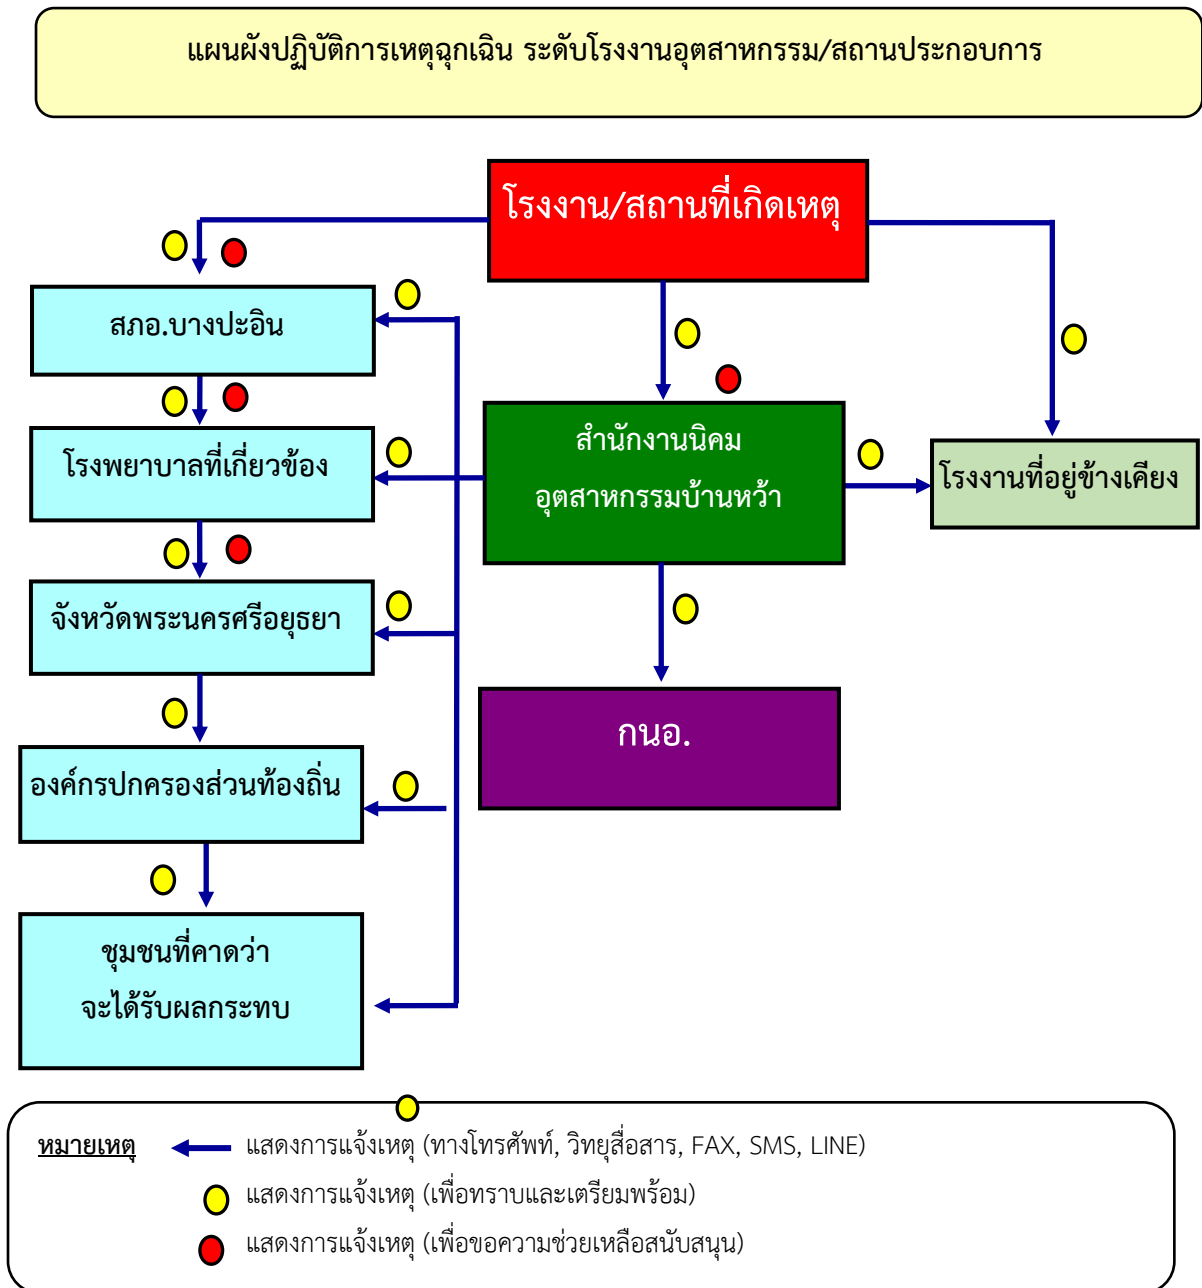 แผนผังปฏิบัติการเหตุฉุกเฉิน ระดับโรงงานอุตสาหกรรม/สถานประกอบการ
โรงงาน/สถานที่เกิดเหตุ
สภอ.บางปะอิน
โรงพยาบาลที่เกี่ยวข้อง
สำนักงานนิคม
อุตสาหกรรมบ้านหว้า
โรงงานที่อยู่ข้างเคียง
จังหวัดพระนครศรีอยุธยา
กนอ.
องค์กรปกครองส่วนท้องถิ่น
ชุมชนที่คาดว่า
จะได้รับผลกระทบ
หมายเหตุ แสดงการแจ้งเหตุ (ทางโทรศัพท์, วิทยุสื่อสาร, FAX, SMS, LINE)
แสดงการแจ้งเหตุ (เพื่อทราบและเตรียมพร้อม)
แสดงการแจ้งเหตุ (เพื่อขอความช่วยเหลือสนับสนุน)